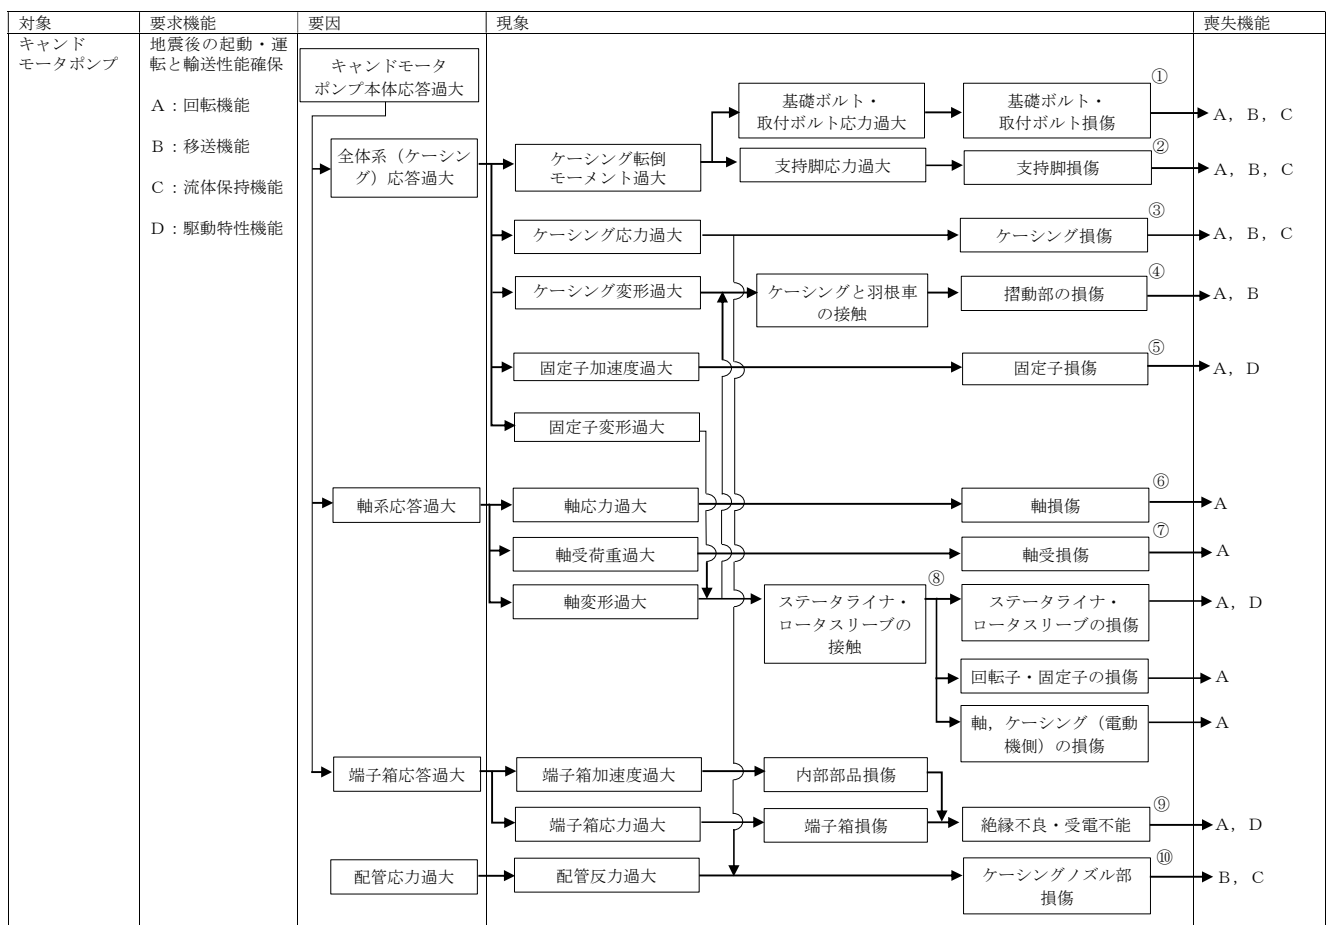 対象
要求機能
要因
現象
喪失機能
キャンド
モータポンプ
地震後の起動・運
転と輸送性能確保
A：回転機能
B：移送機能
C：流体保持機能
D：駆動特性機能
キャンドモータ
ポンプ本体応答過大
全体系（ケーシン
グ）応答過大
ケーシング転倒
モーメント過大
基礎ボルト・
取付ボルト応力過大
①
基礎ボルト・
取付ボルト損傷
A，B，C
支持脚応力過大
②
支持脚損傷
A，B，C
ケーシング応力過大
③
ケーシング損傷
A，B，C
ケーシング変形過大
ケーシングと羽根車
の接触
④
摺動部の損傷
A，B
固定子加速度過大
⑤
固定子損傷
A，D
固定子変形過大
軸系応答過大
軸応力過大
⑥
軸損傷
A
軸受荷重過大
⑦
軸受損傷
A
軸変形過大
⑧
ステータライナ・
ロータスリーブの
接触
ステータライナ・
ロータスリーブの損傷
A，D
回転子・固定子の損傷
A
軸，ケーシング（電動
機側）の損傷
A
端子箱応答過大
端子箱加速度過大
内部部品損傷
端子箱応力過大
端子箱損傷
⑨
絶縁不良・受電不能
A，D
配管応力過大
配管反力過大
⑩
ケーシングノズル部
損傷
B，C